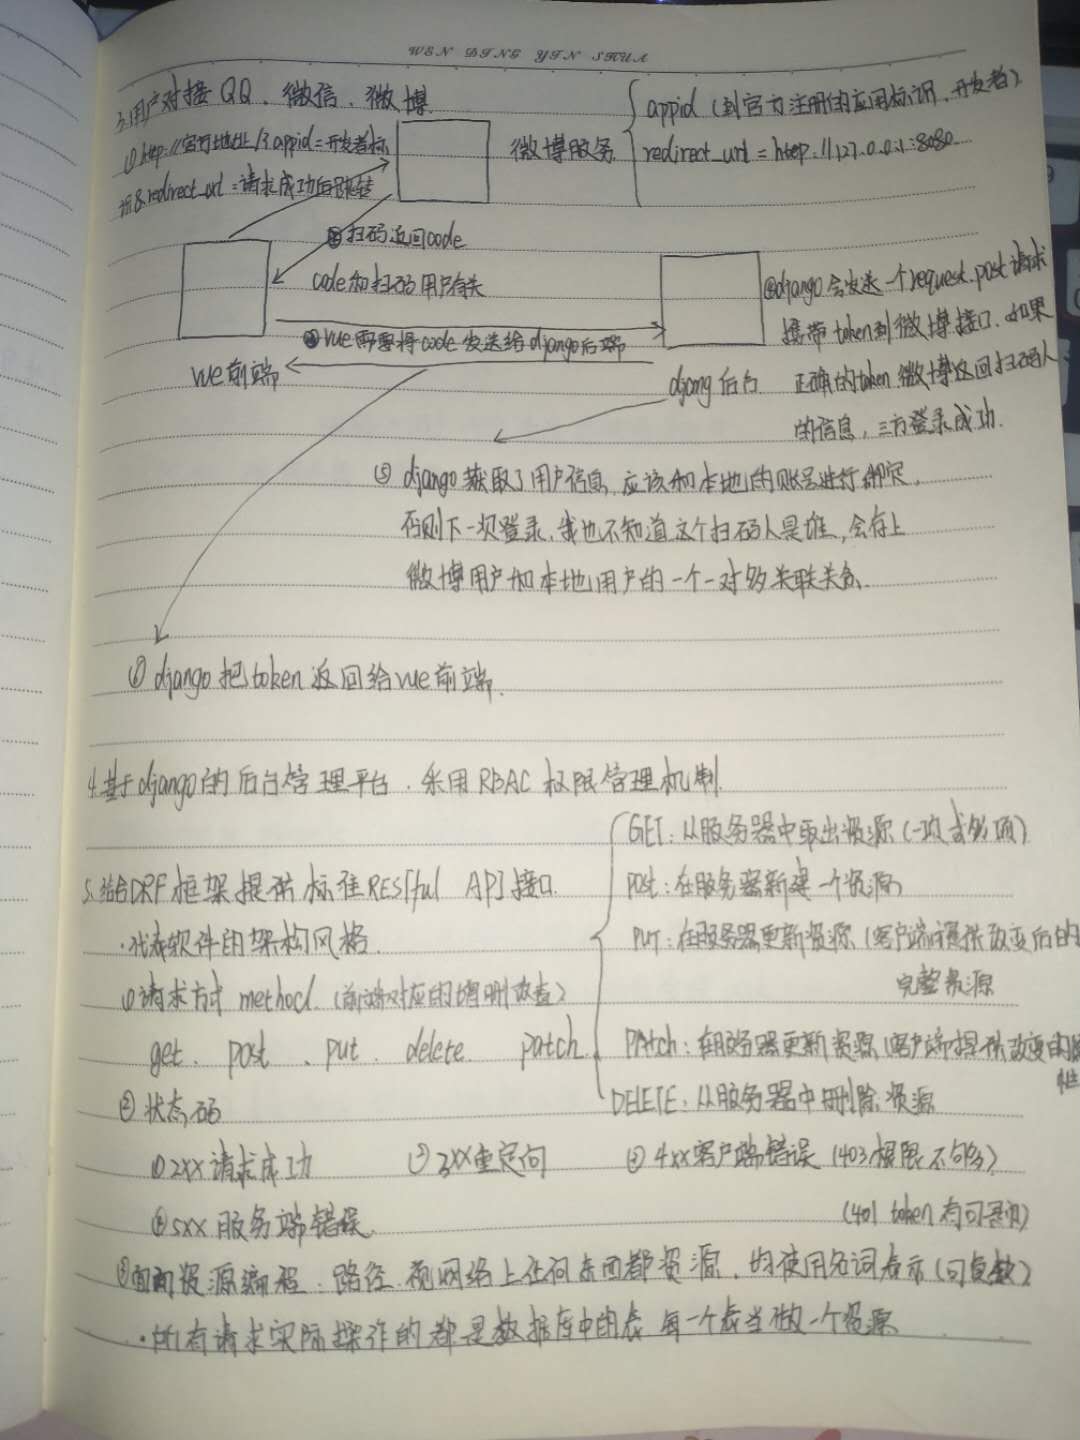 WEN DING YIN SHUA
3.用户对接QQ、微信、微博
①http://官方地址/?appid=开发者标
识&redirect_url=请求成功后跳转
微博服务
appid (到官方注册的应用标识、开发者)
redirect_url = http://127.0.0.1:8080
②扫码返回code
code和扫码用户有关
③vue需要将code发送给django后端
vue前端
django后台
④django会发送一个request.post请求
携带token到微博接口.如果
正确的token微博返回扫码人
的信息,三方登录成功.
⑤django获取了用户信息,应该和本地的账号进行绑定,
否则下一次登录,我也不知道这个扫码人是谁,会存上
微博用户和本地用户的一个一对多关联关系.
⑥django把token返回给vue前端.
4.基于django的后台管理平台.采用RBAC权限管理机制.
5.结合DRF框架提供标准RESTful API接口.
·代表软件的架构风格.
①请求方式 method.(前端对应的增删改查)
get、post、put、delete patch.
GET:从服务器中取出资源(一项或多项)
POST:在服务器新建一个资源
PUT:在服务器更新资源(客户端提供改变后的
完整资源
PAtch:在服务器更新资源(客户端提供改变的属
性
DELETE:从服务器中删除资源
②状态码
①2xx请求成功 ②3xx重定向 ③4xx客户端错误(403权限不够)
④5xx服务端错误. (401 token有问题)
③面向资源编程:路径,视网络上任何东西都资源,均使用名词表示(可复数)
·所有请求实际操作的都是数据库中的表,每一个表当做一个资源